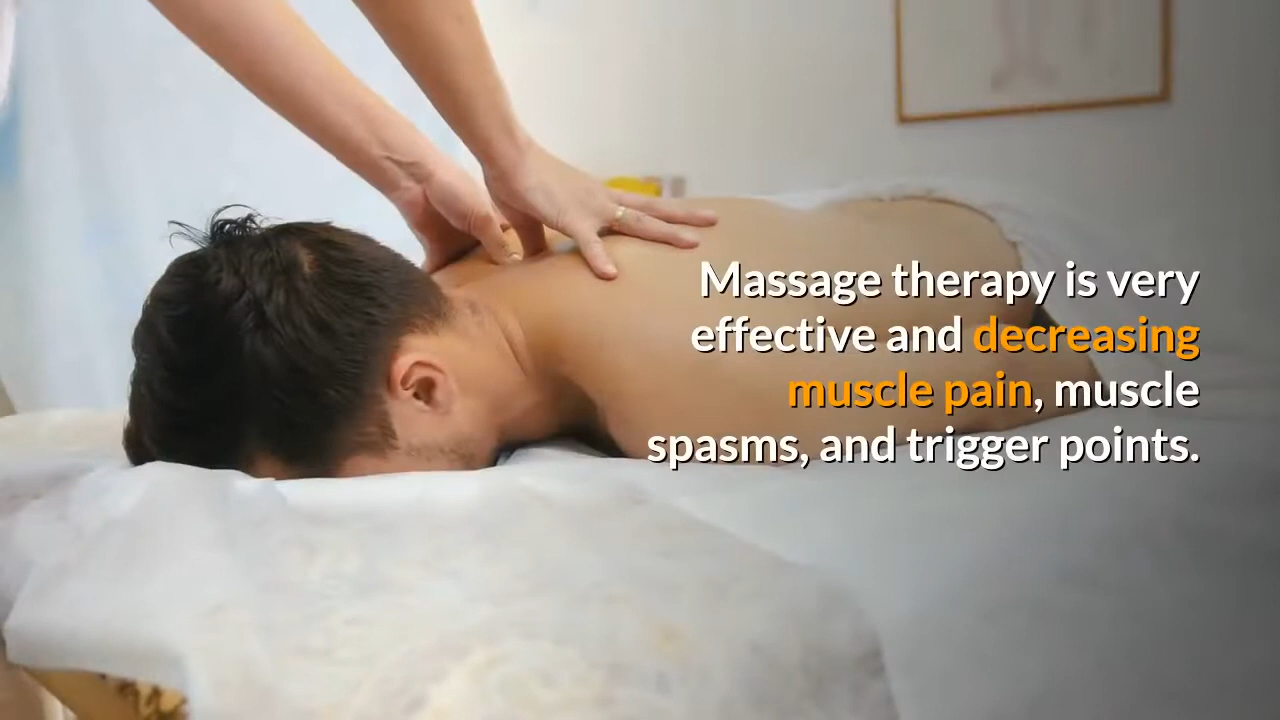 Massage therapy is very
effective and decreasing
muscle pain, muscle
spasms, and trigger points.